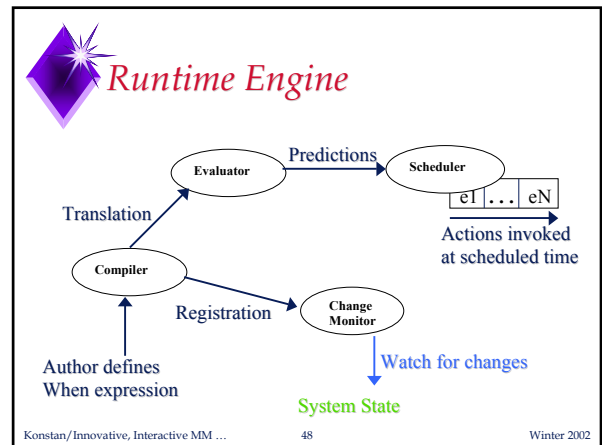 Runtime Engine
Evaluator
Predictions
Scheduler
e1 ... eN
Actions invoked
at scheduled time
Translation
Compiler
Registration
Change
Monitor
Author defines
When expression
Watch for changes
System State
Konstan/Innovative, Interactive MM ...
48
Winter 2002